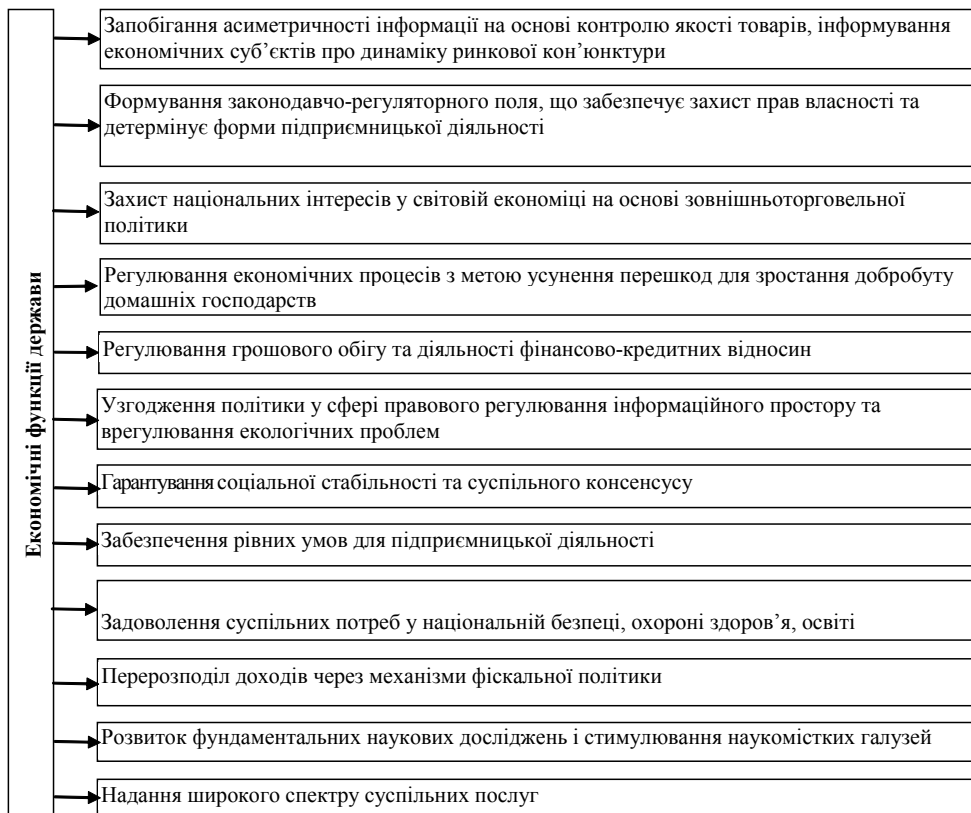 Економічні функції держави
Запобігання асиметричності інформації на основі контролю якості товарів, інформування
економічних суб’єктів про динаміку ринкової кон’юнктури
Формування законодавчо-регуляторного поля, що забезпечує захист прав власності та
детермінує форми підприємницької діяльності
Захист національних інтересів у світовій економіці на основі зовнішньоторговельної
політики
Регулювання економічних процесів з метою усунення перешкод для зростання добробуту
домашніх господарств
Регулювання грошового обігу та діяльності фінансово-кредитних відносин
Узгодження політики у сфері правового регулювання інформаційного простору та
врегулювання екологічних проблем
Гарантування соціальної стабільності та суспільного консенсусу
Забезпечення рівних умов для підприємницької діяльності
Задоволення суспільних потреб у національній безпеці, охороні здоров’я, освіті
Перерозподіл доходів через механізми фіскальної політики
Розвиток фундаментальних наукових досліджень і стимулювання наукомістких галузей
Надання широкого спектру суспільних послуг